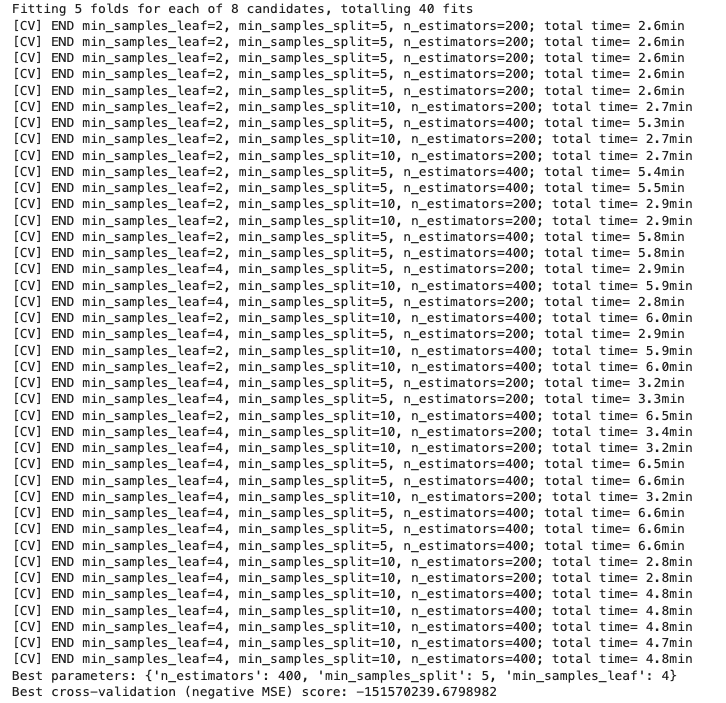 Fitting 5 folds for each of 8 candidates, totalling 40 fits
[CV] END min_samples_leaf=2, min_samples_split=5, n_estimators=200; total time= 2.6min
[CV] END min_samples_leaf=2, min_samples_split=5, n_estimators=200; total time= 2.6min
[CV] END min_samples_leaf=2, min_samples_split=5, n_estimators=200; total time= 2.6min
[CV] END min_samples_leaf=2, min_samples_split=5, n_estimators=200; total time= 2.6min
[CV] END min_samples_leaf=2, min_samples_split=5, n_estimators=200; total time= 2.6min
[CV] END min_samples_leaf=2, min_samples_split=10, n_estimators=200; total time= 2.7min
[CV] END min_samples_leaf=2, min_samples_split=5, n_estimators=400; total time= 5.3min
[CV] END min_samples_leaf=2, min_samples_split=10, n_estimators=200; total time= 2.7min
[CV] END min_samples_leaf=2, min_samples_split=10, n_estimators=200; total time= 2.7min
[CV] END min_samples_leaf=2, min_samples_split=5, n_estimators=400; total time= 5.4min
[CV] END min_samples_leaf=2, min_samples_split=5, n_estimators=400; total time= 5.5min
[CV] END min_samples_leaf=2, min_samples_split=10, n_estimators=200; total time= 2.9min
[CV] END min_samples_leaf=2, min_samples_split=10, n_estimators=200; total time= 2.9min
[CV] END min_samples_leaf=2, min_samples_split=5, n_estimators=400; total time= 5.8min
[CV] END min_samples_leaf=2, min_samples_split=5, n_estimators=400; total time= 5.8min
[CV] END min_samples_leaf=4, min_samples_split=5, n_estimators=200; total time= 2.9min
[CV] END min_samples_leaf=2, min_samples_split=10, n_estimators=400; total time= 5.9min
[CV] END min_samples_leaf=4, min_samples_split=5, n_estimators=200; total time= 2.8min
[CV] END min_samples_leaf=2, min_samples_split=10, n_estimators=400; total time= 6.0min
[CV] END min_samples_leaf=4, min_samples_split=5, n_estimators=200; total time= 2.9min
[CV] END min_samples_leaf=2, min_samples_split=10, n_estimators=400; total time= 5.9min
[CV] END min_samples_leaf=2, min_samples_split=10, n_estimators=400; total time= 6.0min
[CV] END min_samples_leaf=4, min_samples_split=5, n_estimators=200; total time= 3.2min
[CV] END min_samples_leaf=4, min_samples_split=5, n_estimators=200; total time= 3.3min
[CV] END min_samples_leaf=2, min_samples_split=10, n_estimators=400; total time= 6.5min
[CV] END min_samples_leaf=4, min_samples_split=10, n_estimators=200; total time= 3.4min
[CV] END min_samples_leaf=4, min_samples_split=10, n_estimators=200; total time= 3.2min
[CV] END min_samples_leaf=4, min_samples_split=5, n_estimators=400; total time= 6.5min
[CV] END min_samples_leaf=4, min_samples_split=5, n_estimators=400; total time= 6.6min
[CV] END min_samples_leaf=4, min_samples_split=10, n_estimators=200; total time= 3.2min
[CV] END min_samples_leaf=4, min_samples_split=5, n_estimators=400; total time= 6.6min
[CV] END min_samples_leaf=4, min_samples_split=5, n_estimators=400; total time= 6.6min
[CV] END min_samples_leaf=4, min_samples_split=5, n_estimators=400; total time= 6.6min
[CV] END min_samples_leaf=4, min_samples_split=10, n_estimators=200; total time= 2.8min
[CV] END min_samples_leaf=4, min_samples_split=10, n_estimators=200; total time= 2.8min
[CV] END min_samples_leaf=4, min_samples_split=10, n_estimators=400; total time= 4.8min
[CV] END min_samples_leaf=4, min_samples_split=10, n_estimators=400; total time= 4.8min
[CV] END min_samples_leaf=4, min_samples_split=10, n_estimators=400; total time= 4.8min
[CV] END min_samples_leaf=4, min_samples_split=10, n_estimators=400; total time= 4.7min
[CV] END min_samples_leaf=4, min_samples_split=10, n_estimators=400; total time= 4.8min
Best parameters: {'n_estimators': 400, 'min_samples_split': 5, 'min_samples_leaf': 4}
Best cross-validation (negative MSE) score: -151570239.6798982